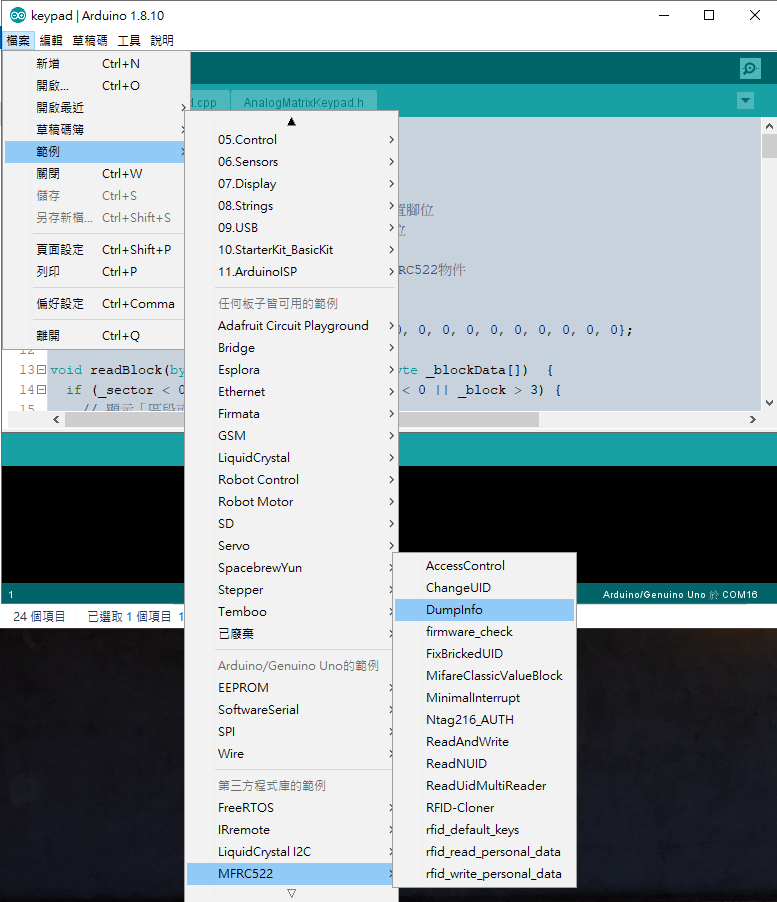 keypad | Arduino 1.8.10
檔案 編輯 草稿碼 工具 說明
新增 Ctrl+N
開啟... Ctrl+O
開啟最近
草稿碼簿
範例
關閉 Ctrl+W
儲存 Ctrl+S
另存新檔... Ctrl+Shift+S
頁面設定 Ctrl+Shift+P
列印 Ctrl+P
偏好設定 Ctrl+Comma
離開 Ctrl+Q
.cpp AnalogMatrixKeypad.h
05.Control
06.Sensors
07.Display
08.Strings
09.USB
10.StarterKit_BasicKit
11.ArduinoISP
任何板子皆可用的範例
Adafruit Circuit Playground
Bridge
Esplora
Ethernet
Firmata
GSM
LiquidCrystal
Robot Control
Robot Motor
SD
Servo
SpacebrewYun
Stepper
Temboo
已廢棄
Arduino/Genuino Uno的範例
EEPROM
SoftwareSerial
SPI
Wire
第三方程式庫的範例
FreeRTOS
IRremote
LiquidCrystal I2C
MFRC522
AccessControl
ChangeUID
DumpInfo
firmware_check
FixBrickedUID
MifareClassicValueBlock
MinimalInterrupt
Ntag216_AUTH
ReadAndWrite
ReadNUID
ReadUidMultiReader
RFID-Cloner
rfid_default_keys
rfid_read_personal_data
rfid_write_personal_data
置腳位
位
FRC522物件
0, 0, 0, 0, 0, 0, 0, 0, 0, 0};
12
13 void readBlock(by te _blockData[]) {
14 if (_sector < 0 < 0 || _block > 3) {
15 // 顯示「區段
1 Arduino/Genuino Uno 於 COM16
24 個項目 已選取 1 個項目 1